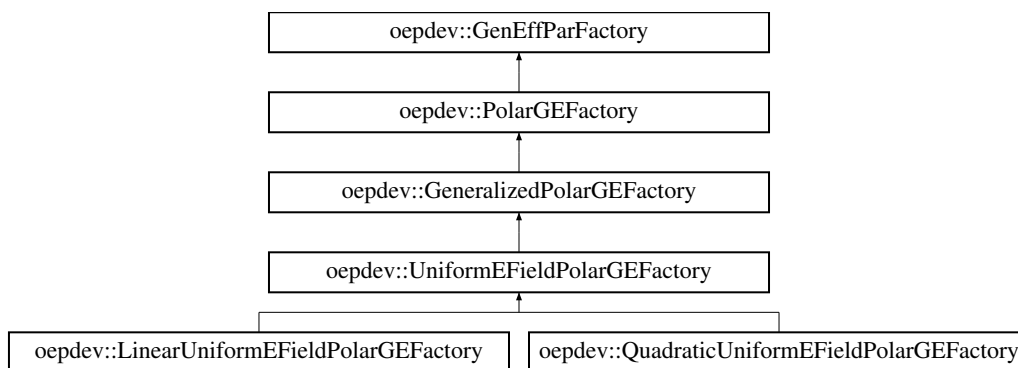 oepdev::GenEffParFactory
oepdev::PolarGEFactory
oepdev::GeneralizedPolarGEFactory
oepdev::UniformEFieldPolarGEFactory
oepdev::LinearUniformEFieldPolarGEFactory
oepdev::QuadraticUniformEFieldPolarGEFactory